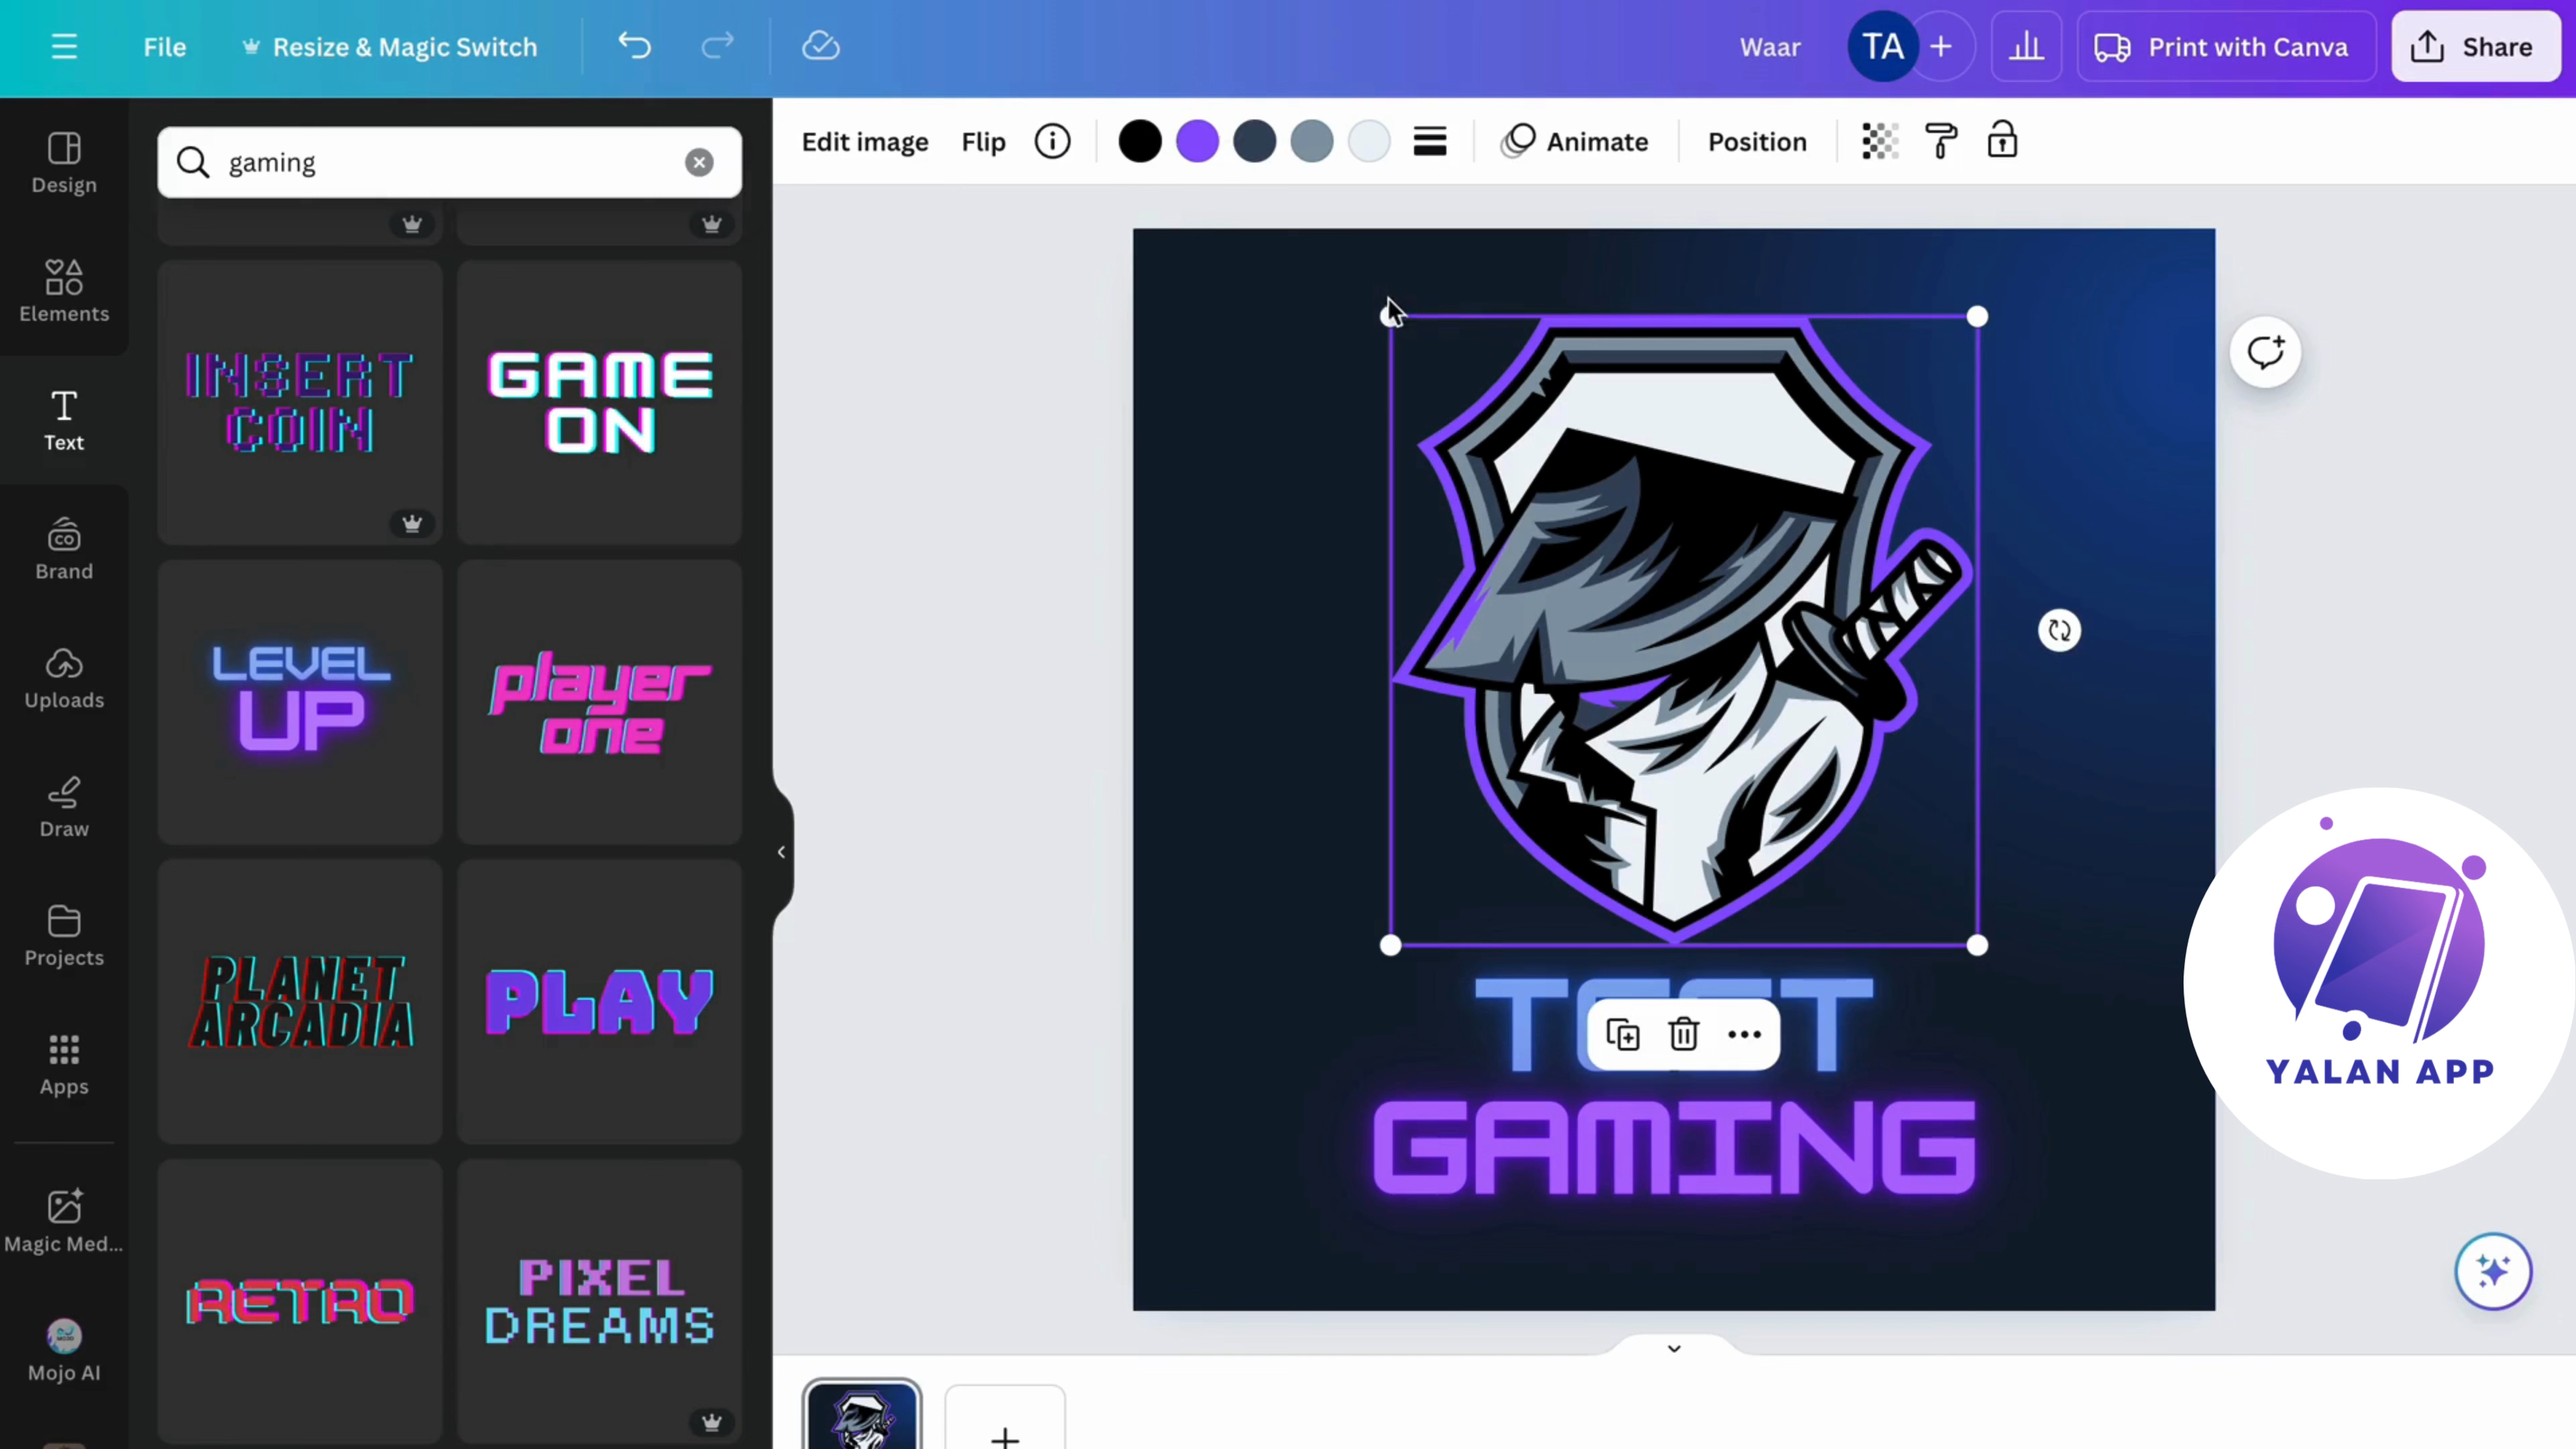 File
Resize & Magic Switch
Waar
TA
Print with Canva
Share
Design
Elements
Text
Brand
CO
Uploads
Draw
Projects
Apps
Magic Med...
Mojo AI
gaming
INSERT
COIN
GAME
ON
LEVEL
UP
player
one
PLANET
ARCADIA
PLAY
RETRO
PIXEL
DREAMS
Edit image
Flip
Animate
Position
GAMING
YALAN APP